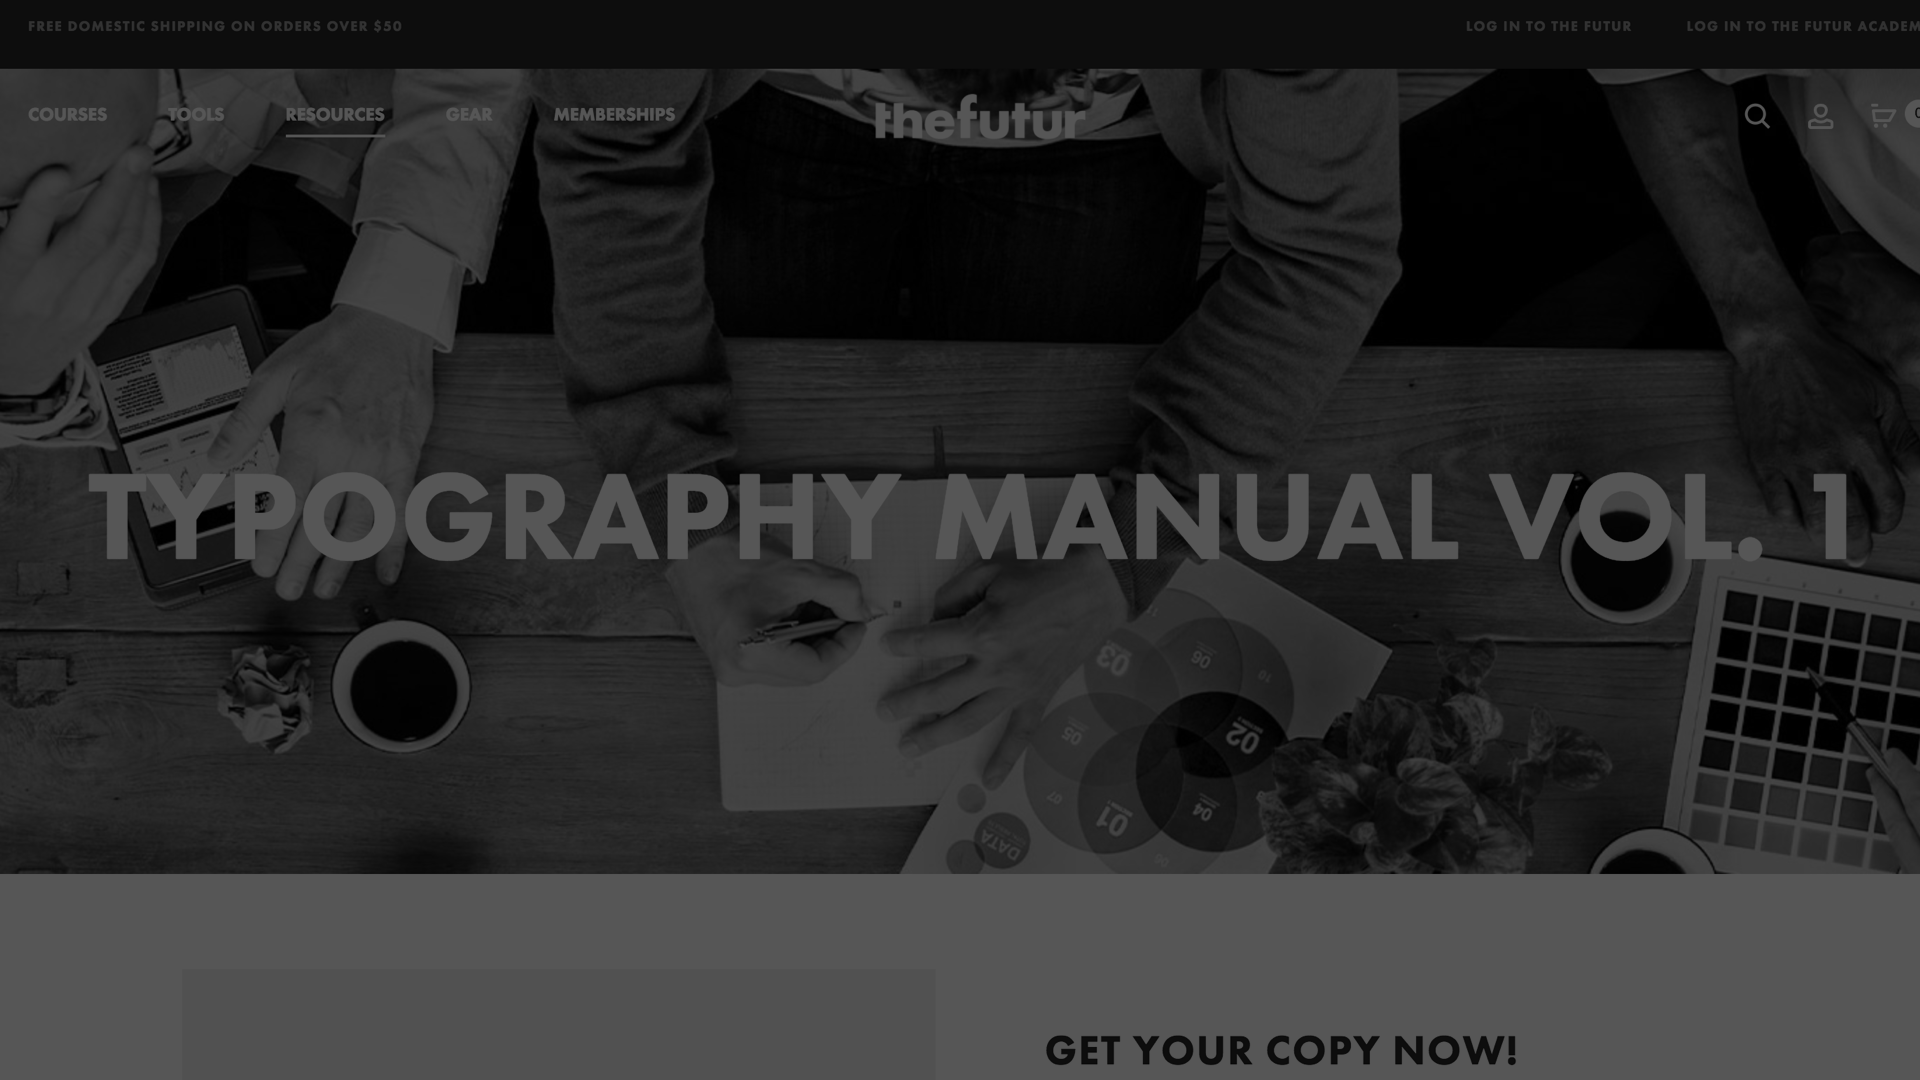 FREE DOMESTIC SHIPPING ON ORDERS OVER $50
LOG IN TO THE FUTUR
LOG IN TO THE FUTUR ACADEM
COURSES
TOOLS
RESOURCES
GEAR
MEMBERSHIPS
thefutur
TYPOGRAPHY MANUAL VOL. 1
03
06
10
05
02
07
01
04
DATA
GET YOUR COPY NOW!